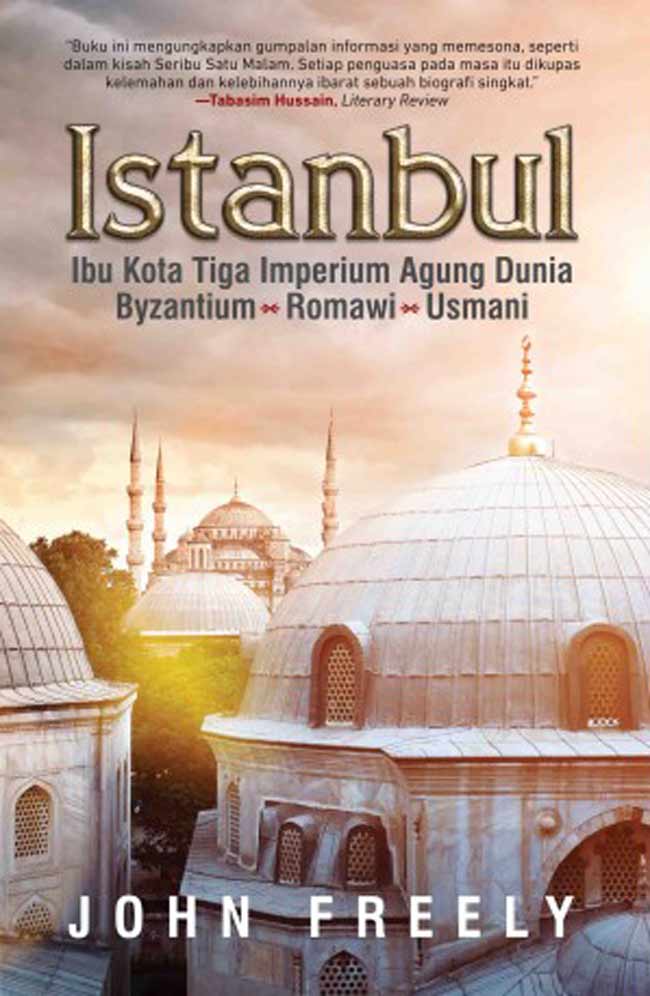 "Buku ini mengungkapkan gumpalan informasi yang memesona, seperti
dalam kisah Seribu Satu Malam. Setiap penguasa pada masa itu dikupas
kelemahan dan kelebihannya ibarat sebuah biografi singkat."
—Tabasim Hussain, Literary Review
Istanbul
Ibu Kota Tiga Imperium Agung Dunia
Byzantium Romawi Usmani
JOHN FREELY